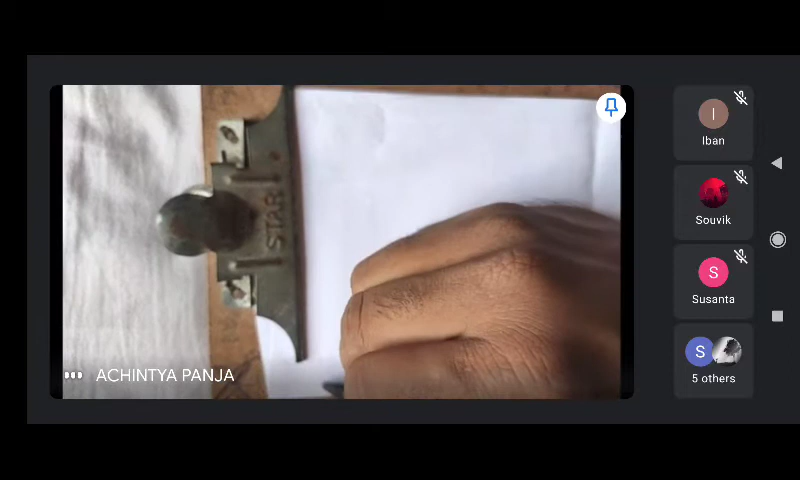 STAR
ACHINTYA PANJA
I
Iban
Souvik
S
Susanta
S
5 others